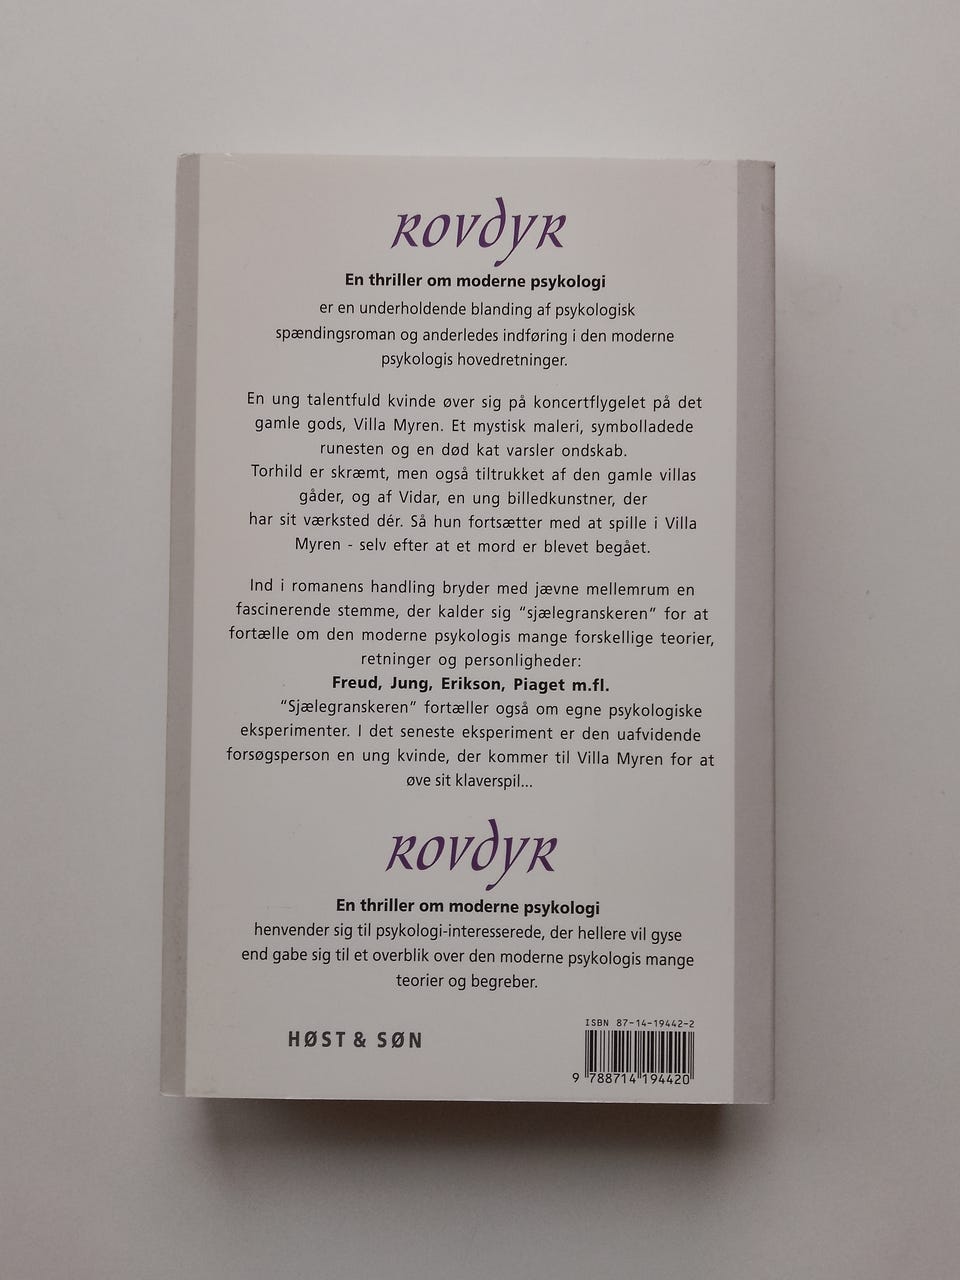 Rovdyr
En thriller om moderne psykologi
er en underholdende blanding af psykologisk
spændingsroman og anderledes indføring i den moderne
psykologis hovedretninger.
En ung talentfuld kvinde øver sig på koncertflygelet på det
gamle gods, Villa Myren. Et mystisk maleri, symbolladede
runesten og en død kat varsler ondskab.
Torhild er skræmt, men også tiltrukket af den gamle villas
gåder, og af Vidar, en ung billedkunstner, der
har sit værksted dér. Så hun fortsætter med at spille i Villa
Myren - selv efter at et mord er blevet begået.
Ind i romanens handling bryder med jævne mellemrum en
fascinerende stemme, der kalder sig "sjælegranskeren" for at
fortælle om den moderne psykologis mange forskellige teorier,
retninger og personligheder:
Freud, Jung, Erikson, Piaget m.fl.
"Sjælegranskeren" fortæller også om egne psykologiske
eksperimenter. I det seneste eksperiment er den uafvidende
forsøgsperson en ung kvinde, der kommer til Villa Myren for at
øve sit klaverspil...
Rovdyr
En thriller om moderne psykologi
henvender sig til psykologi-interesserede, der hellere vil gyse
end gabe sig til et overblik over den moderne psykologis mange
teorier og begreber.
HØST & SØN
ISBN 87-14-19442-2
9 788714 194420